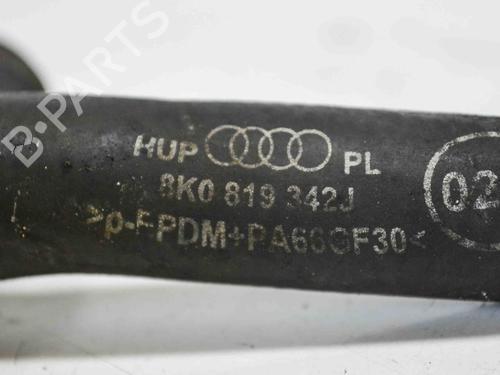 B-PARTS
HUP PL
8K0 819 342J
>p-EPDM+PA66GF30<
02